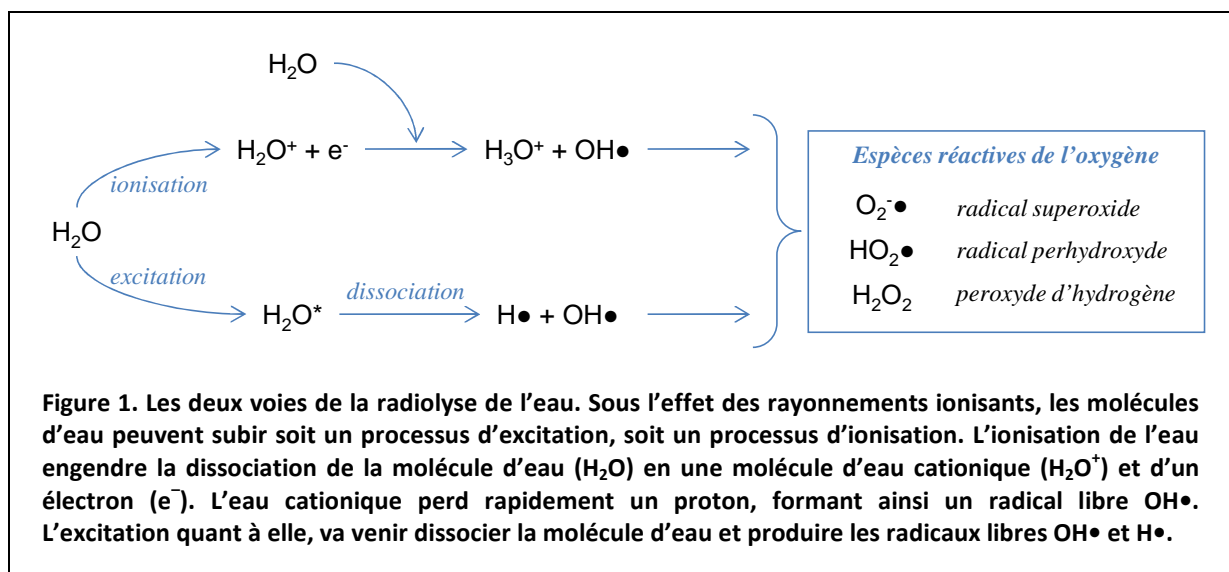 H₂O
H₂O⁺ + e⁻ H₃O⁺ + OH●
ionisation
H₂O
excitation
dissociation
H₂O* H● + OH●
Espèces réactives de l’oxygène
O₂⁻● radical superoxide
HO₂● radical perhydroxyde
H₂O₂ peroxyde d’hydrogène
Figure 1. Les deux voies de la radiolyse de l’eau. Sous l’effet des rayonnements ionisants, les molécules
d’eau peuvent subir soit un processus d’excitation, soit un processus d’ionisation. L’ionisation de l’eau
engendre la dissociation de la molécule d’eau (H₂O) en une molécule d’eau cationique (H₂O⁺) et d’un
électron (e⁻). L’eau cationique perd rapidement un proton, formant ainsi un radical libre OH●.
L’excitation quant à elle, va venir dissocier la molécule d’eau et produire les radicaux libres OH● et H●.